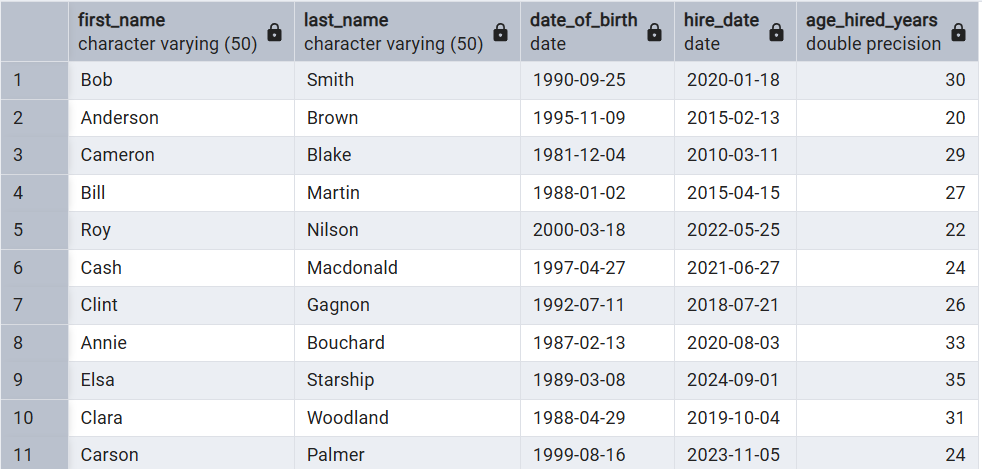 first_name last_name date_of_birth hire_date age_hired_years
character varying (50) character varying (50) date date double precision
1 Bob Smith 1990-09-25 2020-01-18 30
2 Anderson Brown 1995-11-09 2015-02-13 20
3 Cameron Blake 1981-12-04 2010-03-11 29
4 Bill Martin 1988-01-02 2015-04-15 27
5 Roy Nilson 2000-03-18 2022-05-25 22
6 Cash Macdonald 1997-04-27 2021-06-27 24
7 Clint Gagnon 1992-07-11 2018-07-21 26
8 Annie Bouchard 1987-02-13 2020-08-03 33
9 Elsa Starship 1989-03-08 2024-09-01 35
10 Clara Woodland 1988-04-29 2019-10-04 31
11 Carson Palmer 1999-08-16 2023-11-05 24